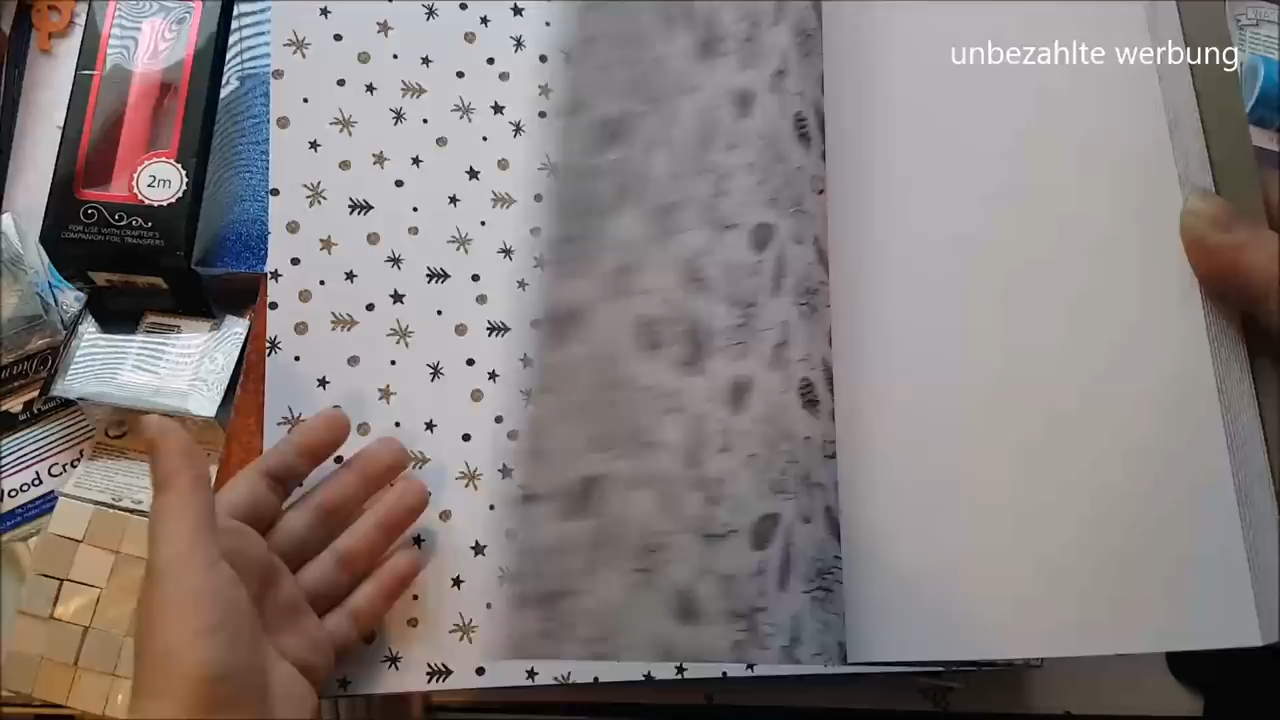 unbezahlte werbung
2m
FOR USE WITH CRAFTER'S
COMPANION FOIL TRANSFERS
Wood Craf